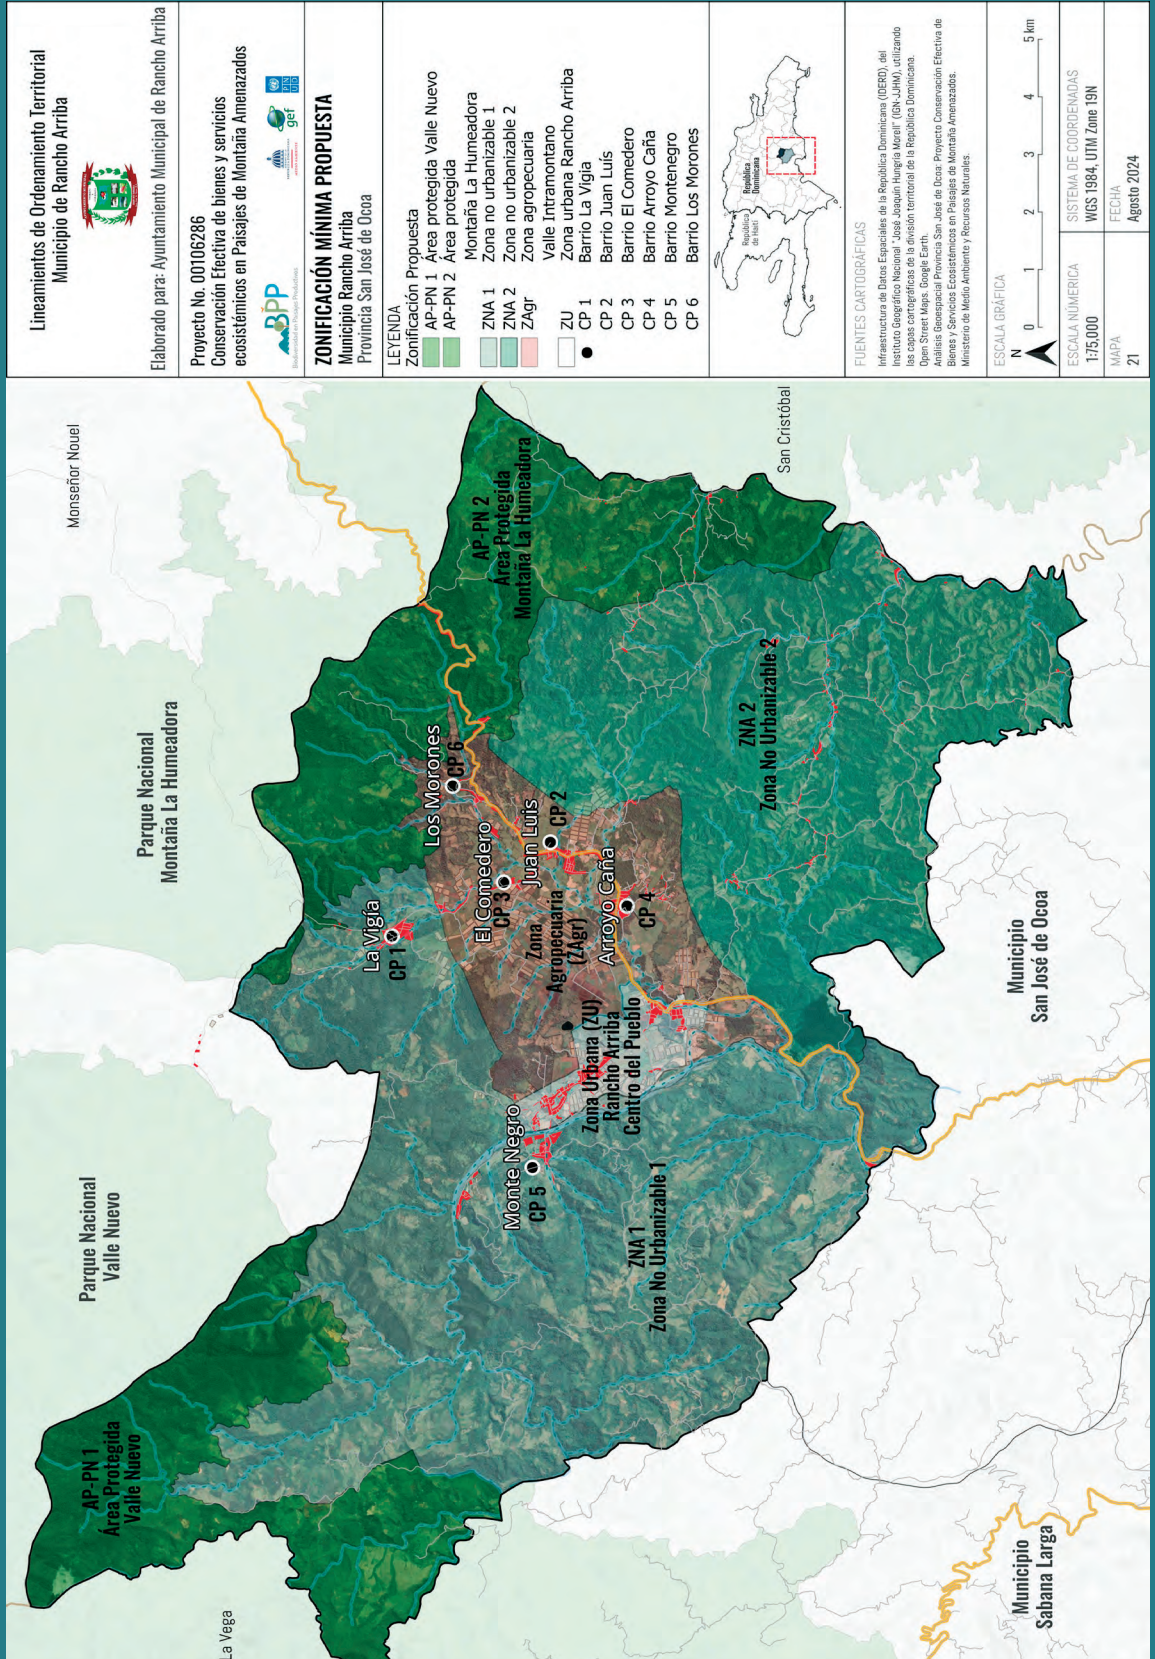 Lineamientos de Ordenamiento Territorial
Municipio de Rancho Arriba
Elaborado para: Ayuntamiento Municipal de Rancho Arriba
Proyecto No. 00106286
Conservación Efectiva de bienes y servicios
ecosistémicos en Paisajes de Montaña Amenazados
BPP
Biodiversidad en Paisajes Productivos
gef
PNUD
ZONIFICACIÓN MÍNIMA PROPUESTA
Municipio Rancho Arriba
Provincia San José de Ocoa
LEYENDA
Zonificación Propuesta
AP-PN 1 Área protegida Valle Nuevo
AP-PN 2 Área protegida
Montaña La Humeadora
ZNA 1 Zona no urbanizable 1
ZNA 2 Zona no urbanizable 2
ZAgr Zona agropecuaria
Valle Intramontano
ZU Zona urbana Rancho Arriba
CP 1 Barrio La Vigía
CP 2 Barrio Juan Luís
CP 3 Barrio El Comedero
CP 4 Barrio Arroyo Caña
CP 5 Barrio Montenegro
CP 6 Barrio Los Morones
República
de Haití
República
Dominicana
FUENTES CARTOGRÁFICAS
Infraestructura de Datos Espaciales de la República Dominicana (IDERD), del
Instituto Geográfico Nacional "José Joaquín Hungría Morell" (IGN-JJHM), utilizando
las capas cartográficas de la división territorial de la República Dominicana.
Open Street Maps. Google Earth.
Análisis Geoespacial Provincia San José de Ocoa: Proyecto Conservación Efectiva de
Bienes y Servicios Ecosistémicos en Paisajes de Montaña Amenazados.
Ministerio de Medio Ambiente y Recursos Naturales.
ESCALA GRÁFICA
N
0 1 2 3 4 5 km
ESCALA NÚMERICA
1:75,000
SISTEMA DE COORDENADAS
WGS 1984, UTM Zone 19N
MAPA
21
FECHA
Agosto 2024
La Vega
Parque Nacional
Valle Nuevo
Parque Nacional
Montaña La Humeadora
Monseñor Nouel
San Cristóbal
AP-PN 1
Área Protegida
Valle Nuevo
AP-PN 2
Área Protegida
Montaña La Humeadora
La Vigía
CP 1
Los Morones
CP 6
El Comedero
CP 3
Juan Luis
CP 2
Zona
Agropecuaria
(ZAgr)
Arroyo Caña
CP 4
Monte Negro
CP 5
Zona Urbana (ZU)
Rancho Arriba
Centro del Pueblo
ZNA 1
Zona No Urbanizable 1
ZNA 2
Zona No Urbanizable 2
Municipio
San José de Ocoa
Municipio
Sabana Larga